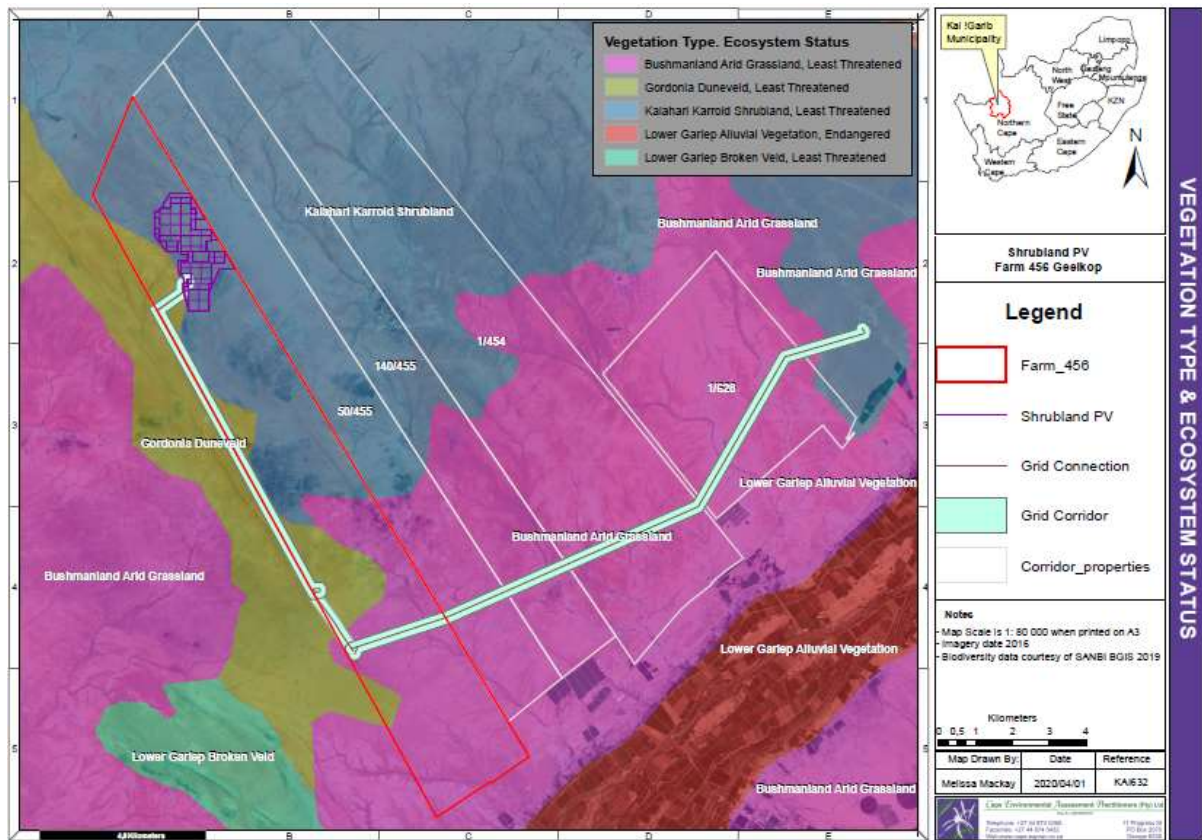 A
B
C
D
E
Vegetation Type. Ecosystem Status
Bushmanland Arid Grassland, Least Threatened
Gordonia Duneveld, Least Threatened
Kalahari Karroid Shrubland, Least Threatened
Lower Gariep Alluvial Vegetation, Endangered
Lower Gariep Broken Veld, Least Threatened
1
2
3
4
5
Kalahari Karroid Shrubland
Bushmanland Arid Grassland
Bushmanland Arid Grassland
1/454
140/455
50/455
1/628
Gordonia Duneveld
Lower Gariep Alluvial Vegetation
Bushmanland Arid Grassland
Bushmanland Arid Grassland
Lower Gariep Alluvial Vegetation
Lower Gariep Broken Veld
Bushmanland Arid Grassland
1
2
3
4
5
Kilometers
A
B
C
D
E
Kai !Garib
Municipality
Limpopo
North
West
Gauteng
Mpumalanga
Free
State
KZN
Northern
Cape
Eastern
Cape
Western
Cape
N
Shrubland PV
Farm 456 Geelkop
Legend
Farm_456
Shrubland PV
Grid Connection
Grid Corridor
Corridor_properties
Notes
- Map Scale is 1: 80 000 when printed on A3
- Imagery date 2016
- Biodiversity data courtesy of SANBI BGIS 2019
Kilometers
0 0,5 1 2 3 4
Map Drawn By: Date Reference
Melissa Mackay 2020/04/01 KAI632
Cape Environmental Assessment Practitioners (Pty) Ltd
VEGETATION TYPE & ECOSYSTEM STATUS